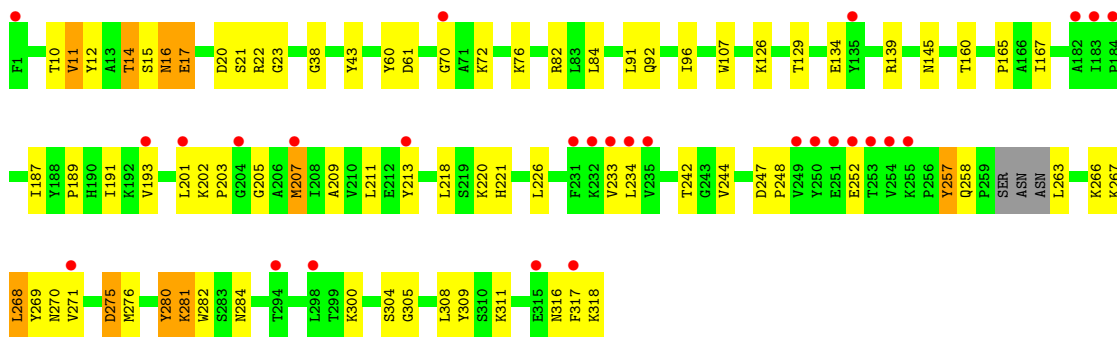 F1 T10 V11 Y12 A13 T14 S15 N16 E17 D20 S21 R22 G23 G38 Y43 Y60 D61 G70 A71 K72 K76 R82 L83 L84 L91 Q92 I96 W107 K126 T129 E134 Y135 R139 N145 T160 P165 A166 I167 A182 I183 P184
I187 Y188 P189 H190 I191 K192 V193 L201 K202 P203 G204 G205 A206 M207 I208 A209 V210 L211 E212 Y213 L218 S219 K220 H221 L226 F231 K232 V233 L234 V235 T242 G243 V244 D247 P248 V249 Y250 E251 E252 T253 V254 K255 P256 Y257 Q258 P259 SER ASN ASN L263 K266 K267
L268 Y269 N270 V271 D275 M276 Y280 K281 W282 S283 N284 T294 L298 T299 K300 S304 G305 L308 Y309 S310 K311 E315 N316 F317 K318